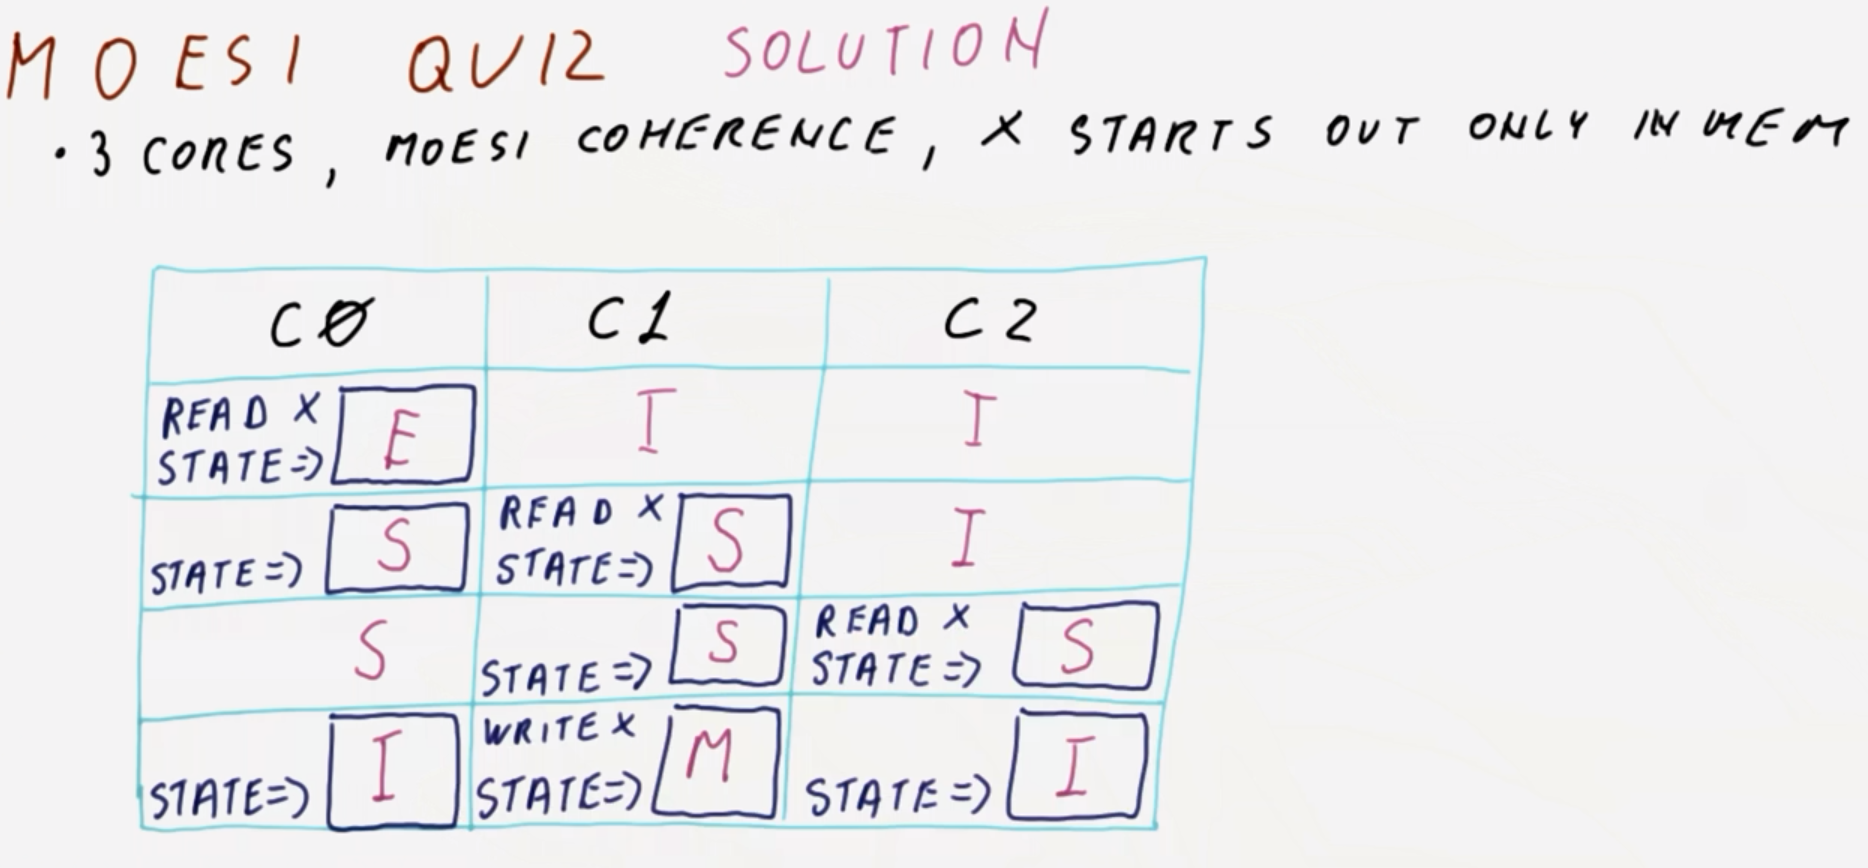 MOESI QUIZ SOLUTION
• 3 CORES, MOESI COHERENCE, X STARTS OUT ONLY IN MEM
CØ C1 C2
READ X
STATE⇒ E I I
READ X
STATE⇒ S STATE⇒ S I
READ X
S STATE⇒ S STATE⇒ S
WRITE X
STATE⇒ I STATE⇒ M STATE⇒ I